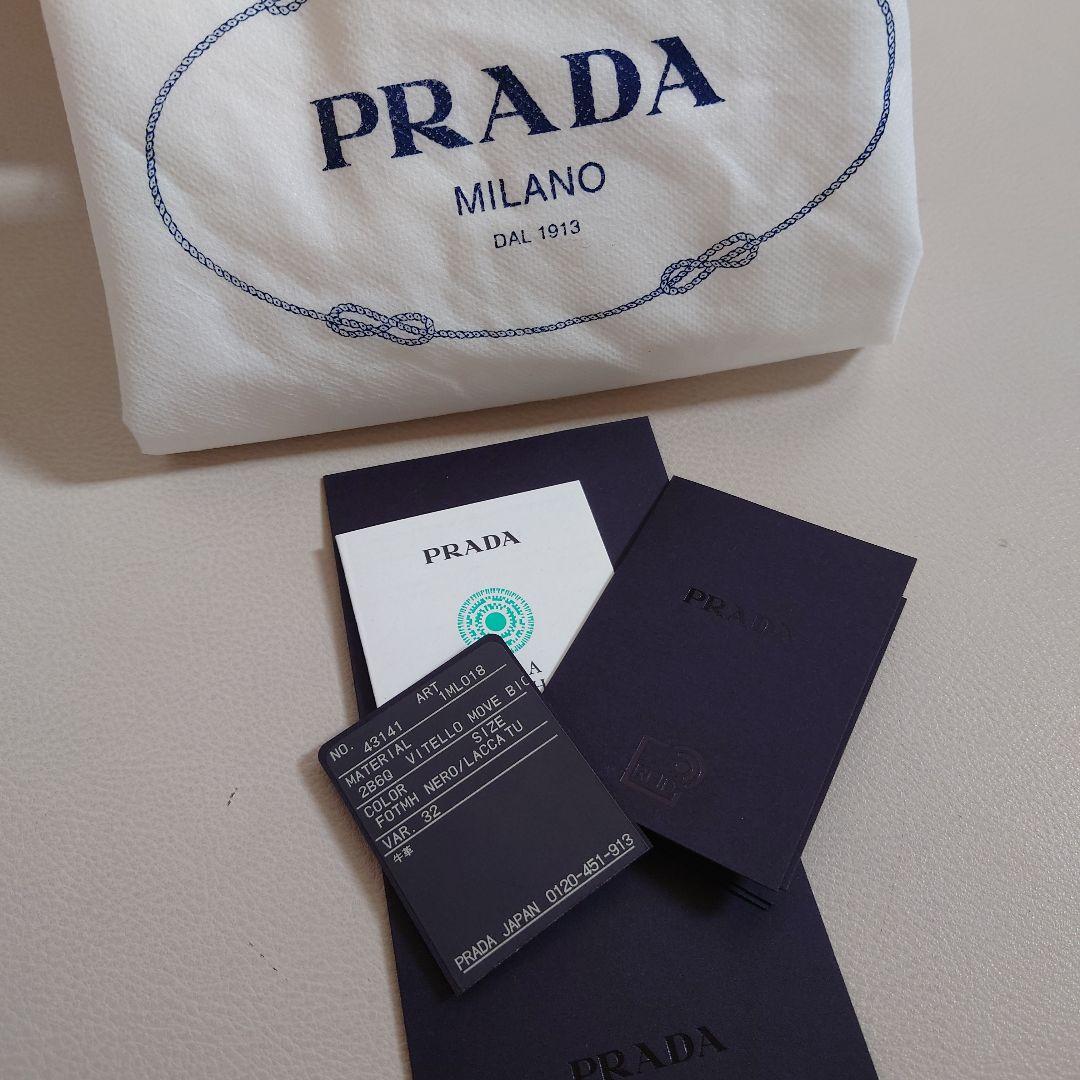 PRADA
MILANO
DAL 1913
PRADA
A
H
PRADA
NO. 43141 ART 1ML018
MATERIAL
2B6Q VITELLO MOVE BIC
COLOR SIZE
F0TMH NERO/LACCA TU
VAR. 32
牛革
PRADA JAPAN 0120-451-913
PRADA